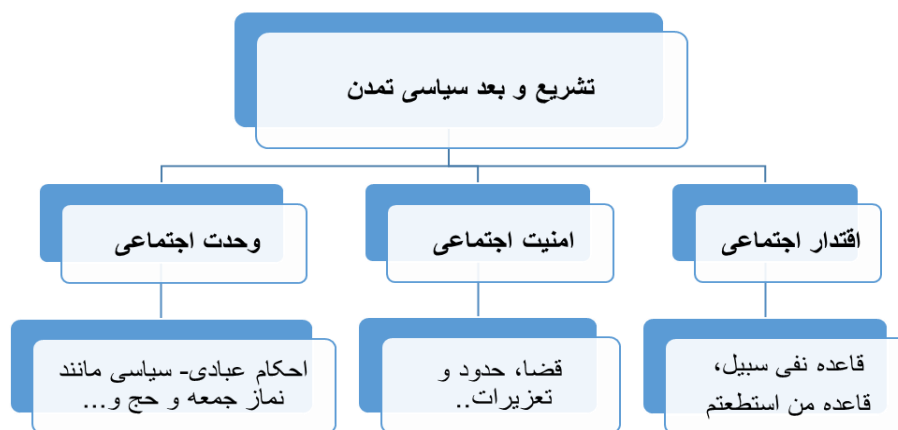 تشریع و بعد سیاسی تمدن
اقتدار اجتماعی
امنیت اجتماعی
وحدت اجتماعی
قاعده نفی سبیل،
قاعده من استطعتم
قضا، حدود و
تعزیرات..
احکام عبادی- سیاسی مانند
نماز جمعه و حج و...